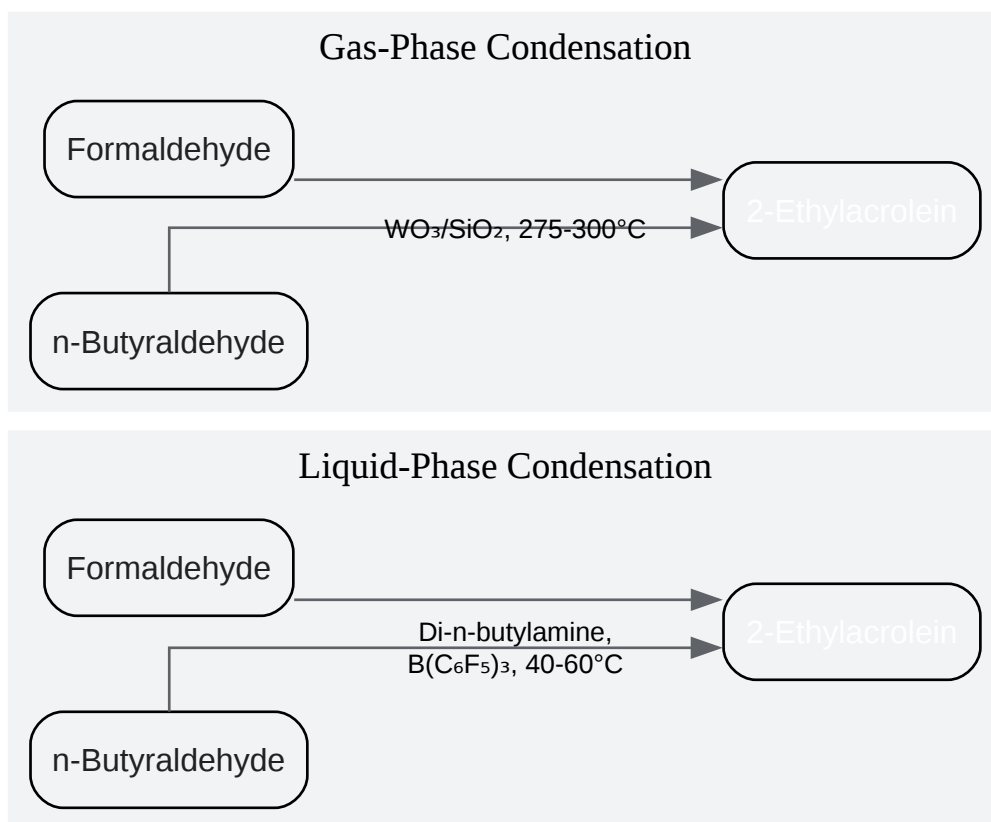 Gas-Phase Condensation
Formaldehyde
2-Ethylacrolein
WO₃/SiO₂, 275-300°C
n-Butyraldehyde
Liquid-Phase Condensation
Formaldehyde
2-Ethylacrolein
Di-n-butylamine,
B(C₆F₅)₃, 40-60°C
n-Butyraldehyde